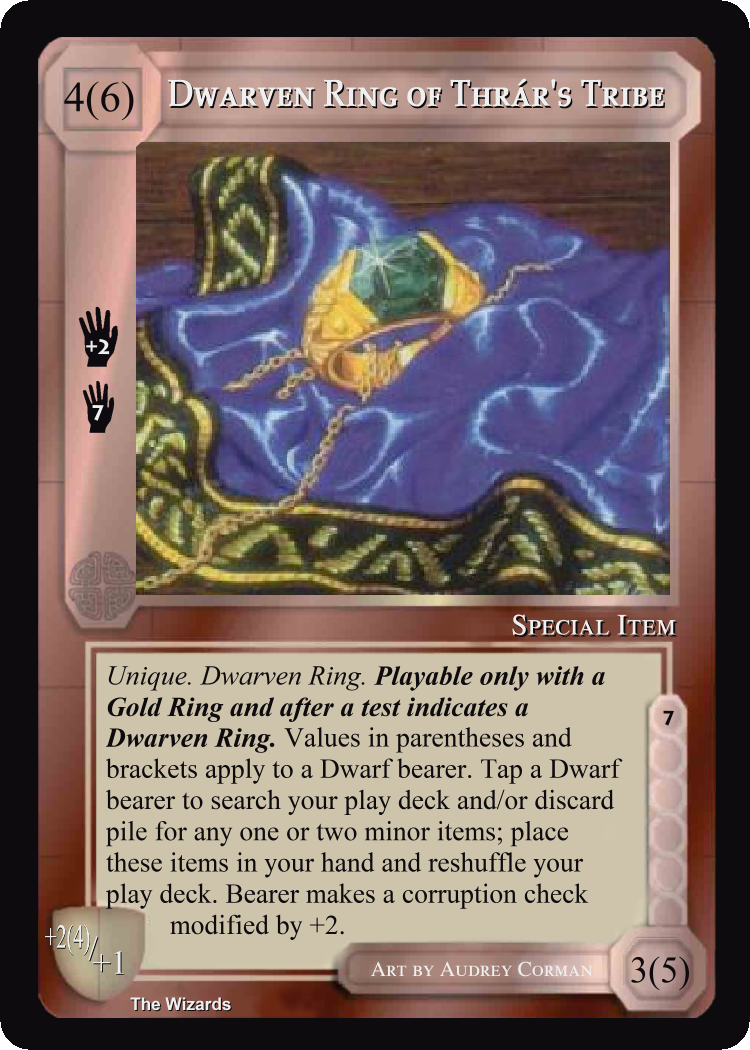 4(6)
Dwarven Ring of Thrár's Tribe
+2
7
Special Item
Unique. Dwarven Ring. Playable only with a
Gold Ring and after a test indicates a
Dwarven Ring. Values in parentheses and
brackets apply to a Dwarf bearer. Tap a Dwarf
bearer to search your play deck and/or discard
pile for any one or two minor items; place
these items in your hand and reshuffle your
play deck. Bearer makes a corruption check
modified by +2.
7
+2(4)/+1
Art by Audrey Corman
3(5)
The Wizards